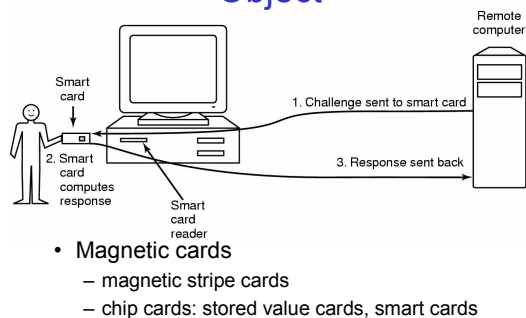 Object
Remote
computer
Smart
card
1. Challenge sent to smart card
2. Smart
card
computes
response
3. Response sent back
Smart
card
reader
• Magnetic cards
– magnetic stripe cards
– chip cards: stored value cards, smart cards